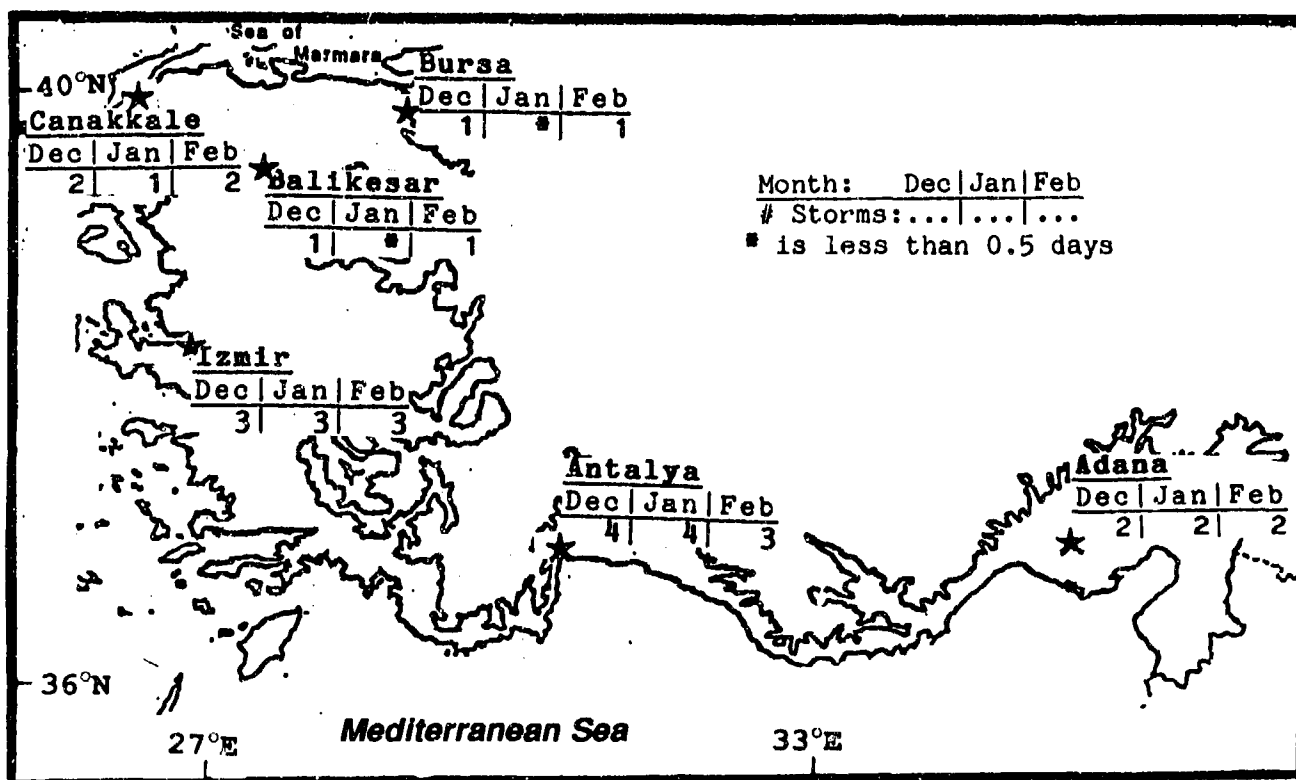 Sea of
Marmara
40°N
Bursa
Dec|Jan|Feb
1| *| 1
Canakkale
Dec|Jan|Feb
2| 1| 2
Balikesar
Dec|Jan|Feb
1| *| 1
Month: Dec|Jan|Feb
# Storms:...|...|...
* is less than 0.5 days
Izmir
Dec|Jan|Feb
3| 3| 3
Antalya
Dec|Jan|Feb
4| 4| 3
Adana
Dec|Jan|Feb
2| 2| 2
36°N
Mediterranean Sea
27°E
33°E